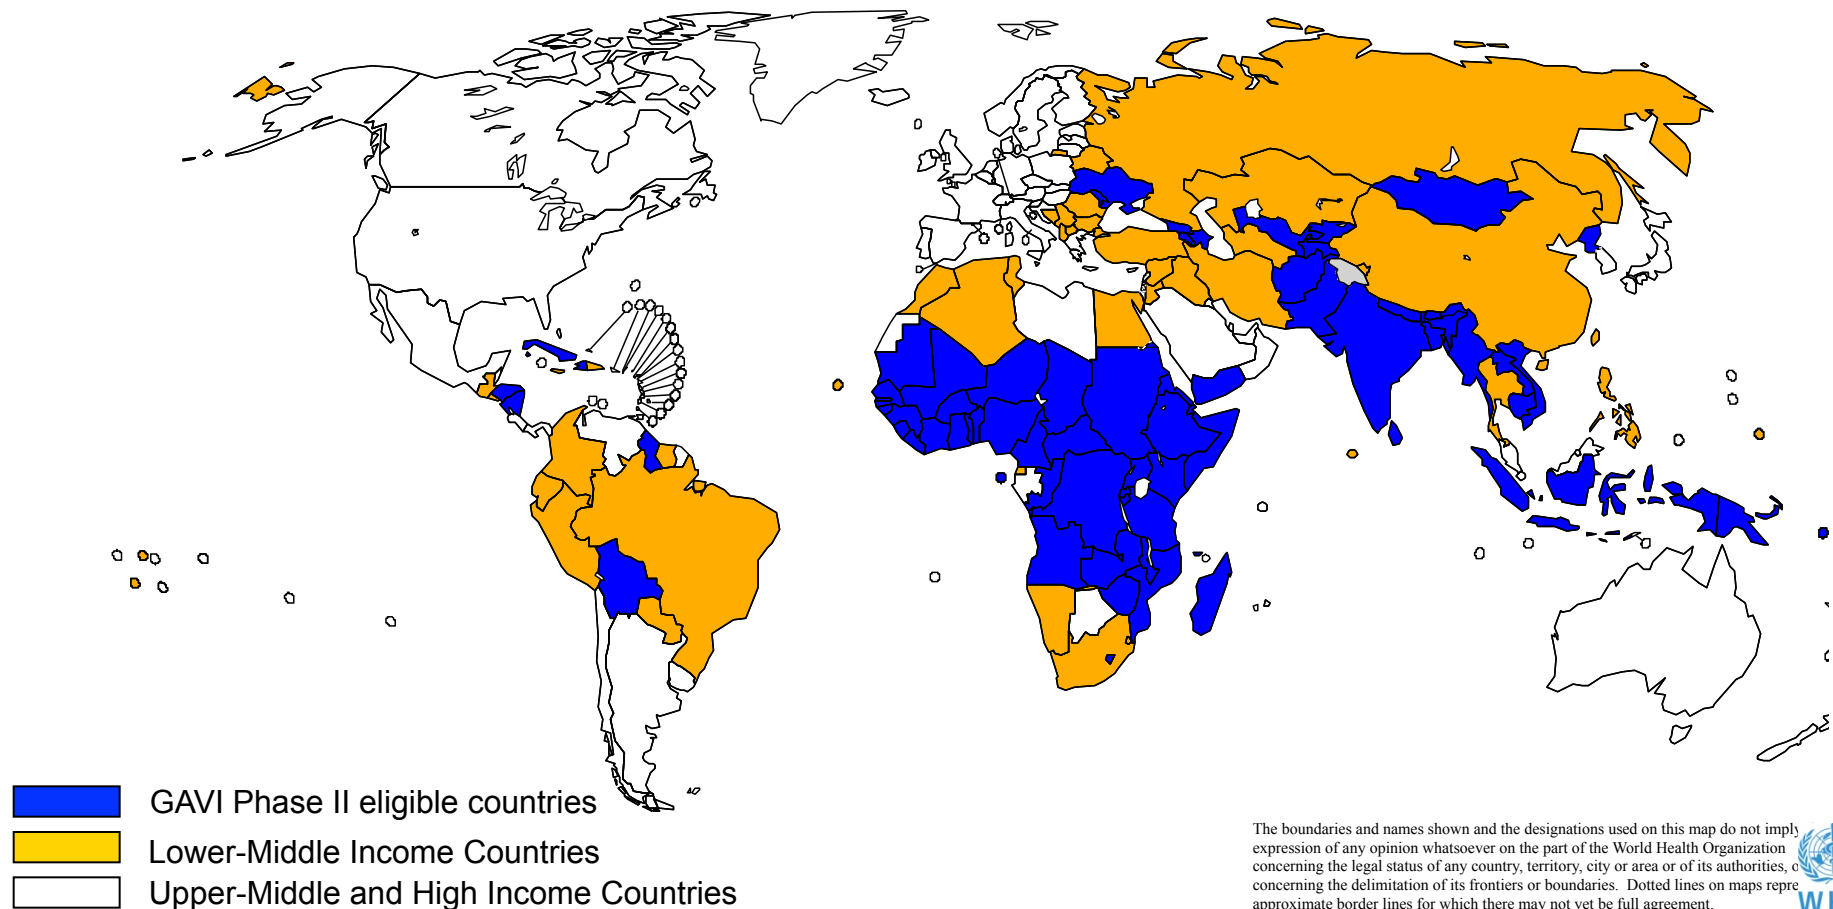 GAVI Phase II eligible countries
Lower-Middle Income Countries
Upper-Middle and High Income Countries
The boundaries and names shown and the designations used on this map do not imply
expression of any opinion whatsoever on the part of the World Health Organization
concerning the legal status of any country, territory, city or area or of its authorities,
concerning the delimitation of its frontiers or boundaries. Dotted lines on maps repre
approximate border lines for which there may not yet be full agreement.